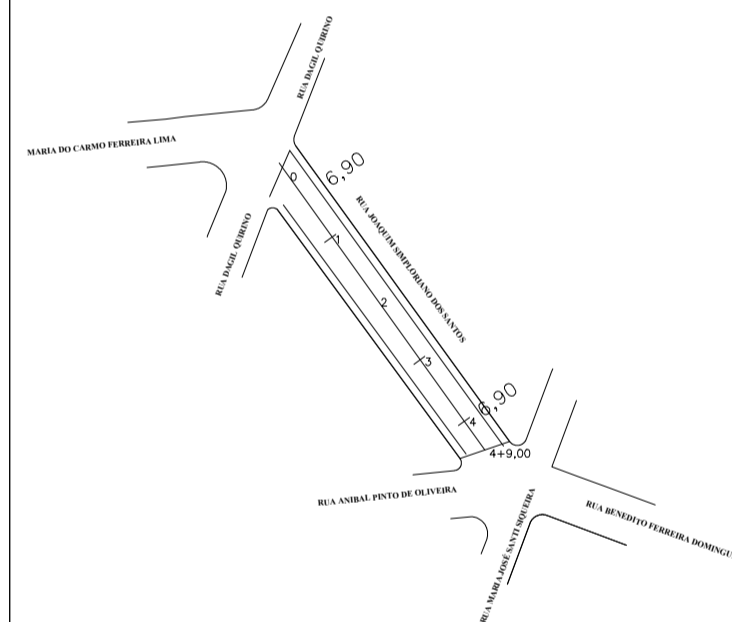 RUA DAGIL QUIRINO
MARIA DO CARMO FERREIRA LIMA
6,90
0
RUA JOAQUIM SIMPLORIANO DOS SANTOS
RUA DAGIL QUIRINO
1
2
3
6,90
4
4+9,00
RUA ANIBAL PINTO DE OLIVEIRA
RUA MARIA JOSÉ SANTI SIQUEIRA
RUA BENEDITO FERREIRA DOMINGU